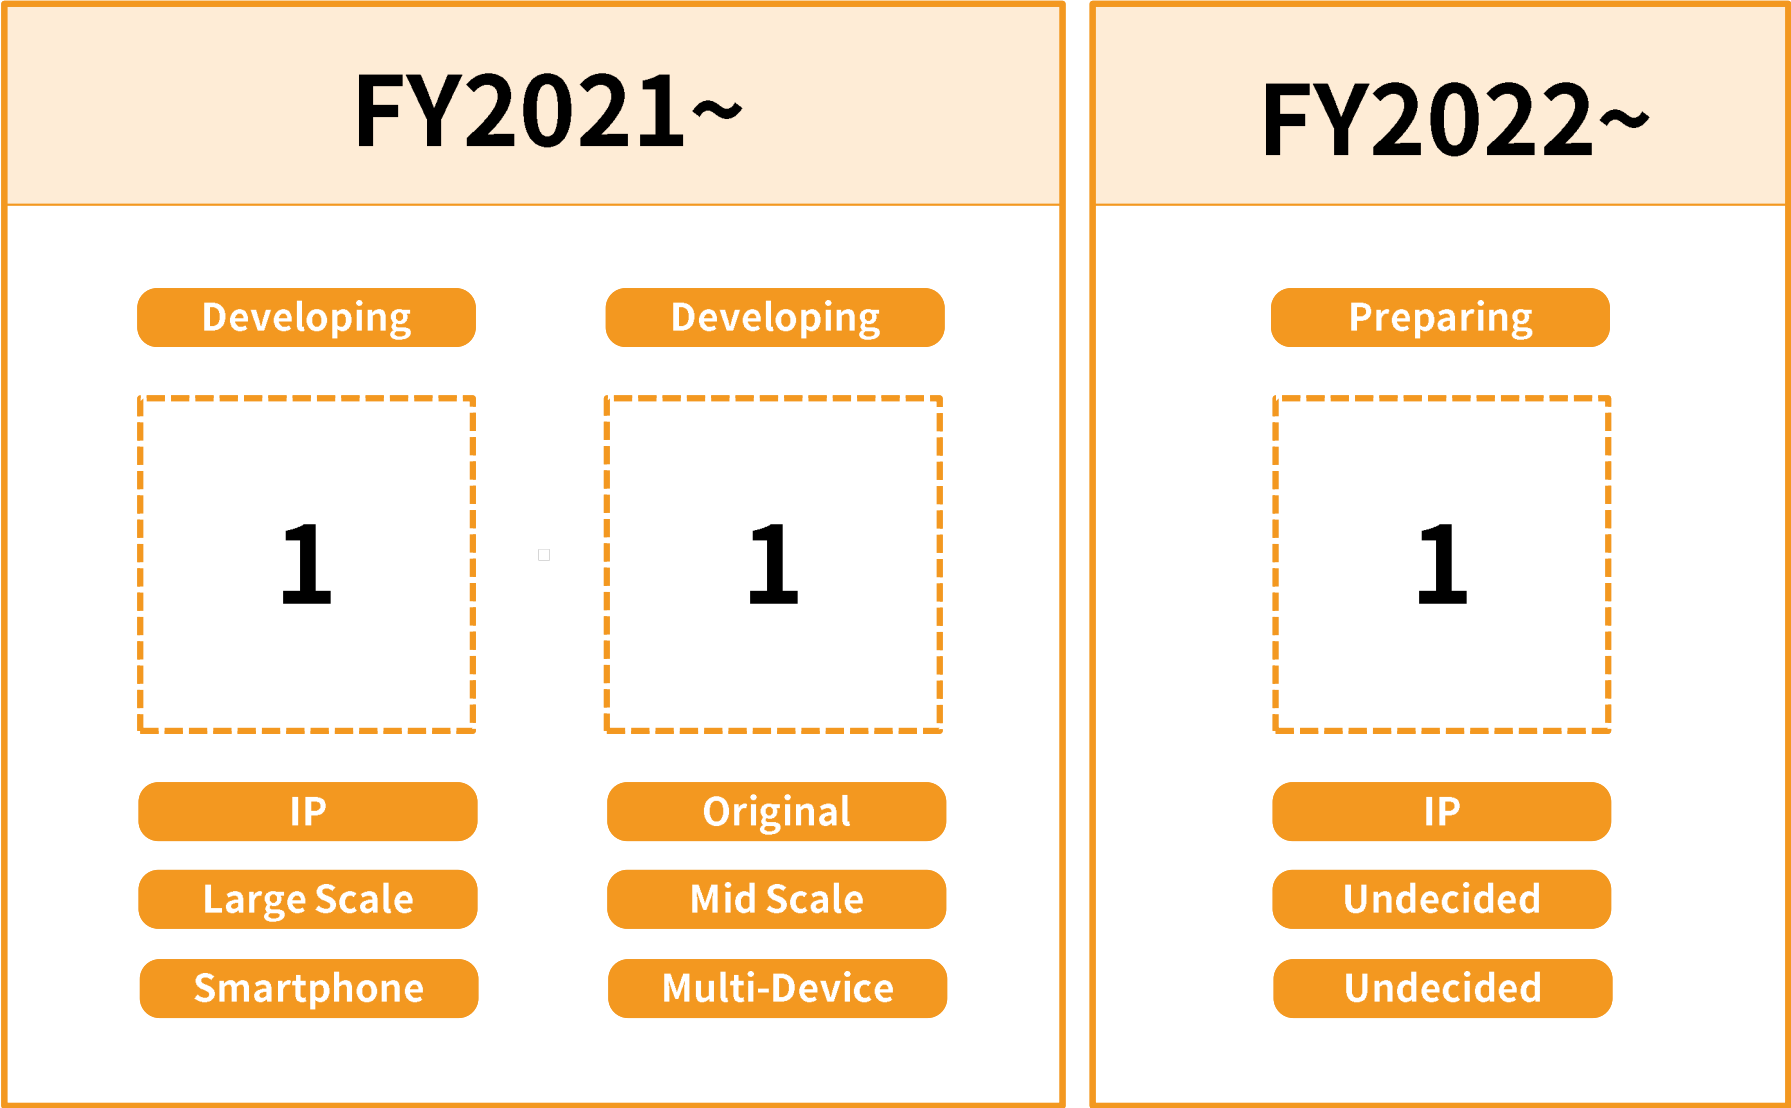 FY2021~
Developing
Developing
1
1
IP
Original
Large Scale
Mid Scale
Smartphone
Multi-Device
FY2022~
Preparing
1
IP
Undecided
Undecided